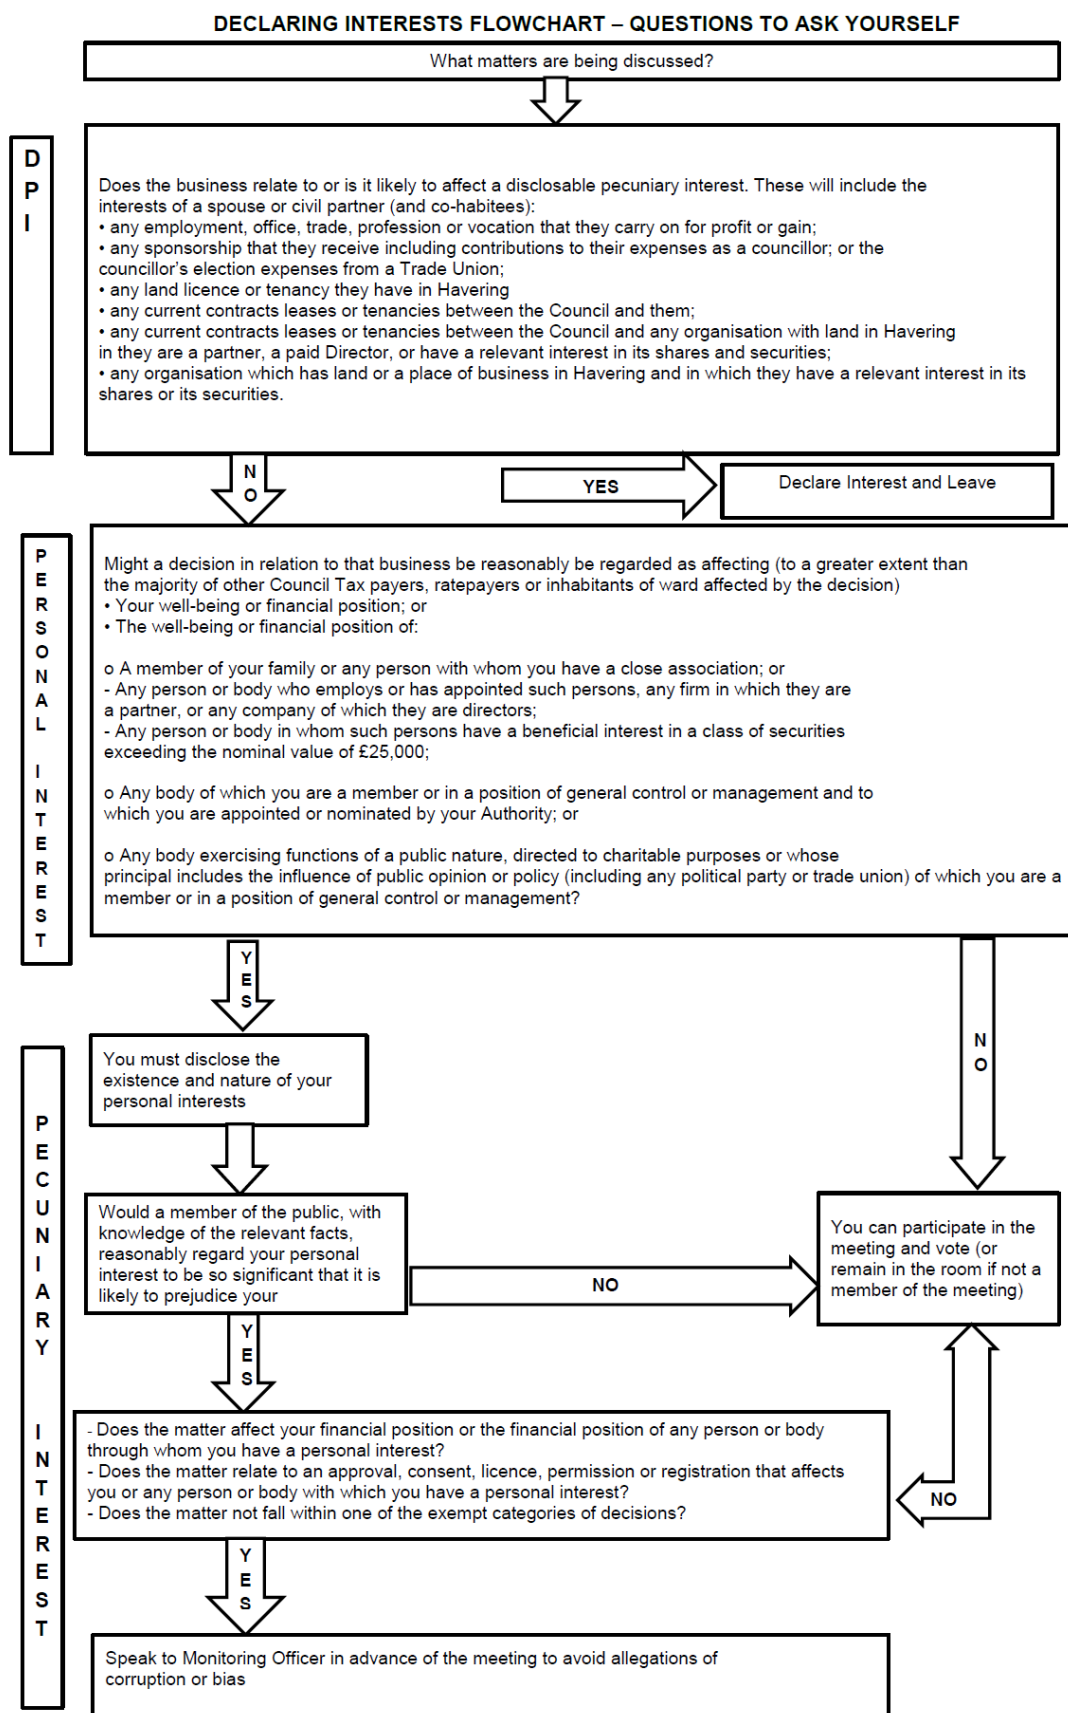 DECLARING INTERESTS FLOWCHART – QUESTIONS TO ASK YOURSELF
What matters are being discussed?
D
P
I
Does the business relate to or is it likely to affect a disclosable pecuniary interest. These will include the
interests of a spouse or civil partner (and co-habitees):
• any employment, office, trade, profession or vocation that they carry on for profit or gain;
• any sponsorship that they receive including contributions to their expenses as a councillor; or the
councillor's election expenses from a Trade Union;
• any land licence or tenancy they have in Havering
• any current contracts leases or tenancies between the Council and them;
• any current contracts leases or tenancies between the Council and any organisation with land in Havering
in they are a partner, a paid Director, or have a relevant interest in its shares and securities;
• any organisation which has land or a place of business in Havering and in which they have a relevant interest in its
shares or its securities.
N
O
YES
Declare Interest and Leave
P
E
R
S
O
N
A
L
I
N
T
E
R
E
S
T
Might a decision in relation to that business be reasonably be regarded as affecting (to a greater extent than
the majority of other Council Tax payers, ratepayers or inhabitants of ward affected by the decision)
• Your well-being or financial position; or
• The well-being or financial position of:
o A member of your family or any person with whom you have a close association; or
- Any person or body who employs or has appointed such persons, any firm in which they are
a partner, or any company of which they are directors;
- Any person or body in whom such persons have a beneficial interest in a class of securities
exceeding the nominal value of £25,000;
o Any body of which you are a member or in a position of general control or management and to
which you are appointed or nominated by your Authority; or
o Any body exercising functions of a public nature, directed to charitable purposes or whose
principal includes the influence of public opinion or policy (including any political party or trade union) of which you are a
member or in a position of general control or management?
Y
E
S
N
O
You must disclose the
existence and nature of your
personal interests
P
E
C
U
N
I
A
R
Y
I
N
T
E
R
E
S
T
Would a member of the public, with
knowledge of the relevant facts,
reasonably regard your personal
interest to be so significant that it is
likely to prejudice your
NO
You can participate in the
meeting and vote (or
remain in the room if not a
member of the meeting)
Y
E
S
- Does the matter affect your financial position or the financial position of any person or body
through whom you have a personal interest?
- Does the matter relate to an approval, consent, licence, permission or registration that affects
you or any person or body with which you have a personal interest?
- Does the matter not fall within one of the exempt categories of decisions?
NO
Y
E
S
Speak to Monitoring Officer in advance of the meeting to avoid allegations of
corruption or bias